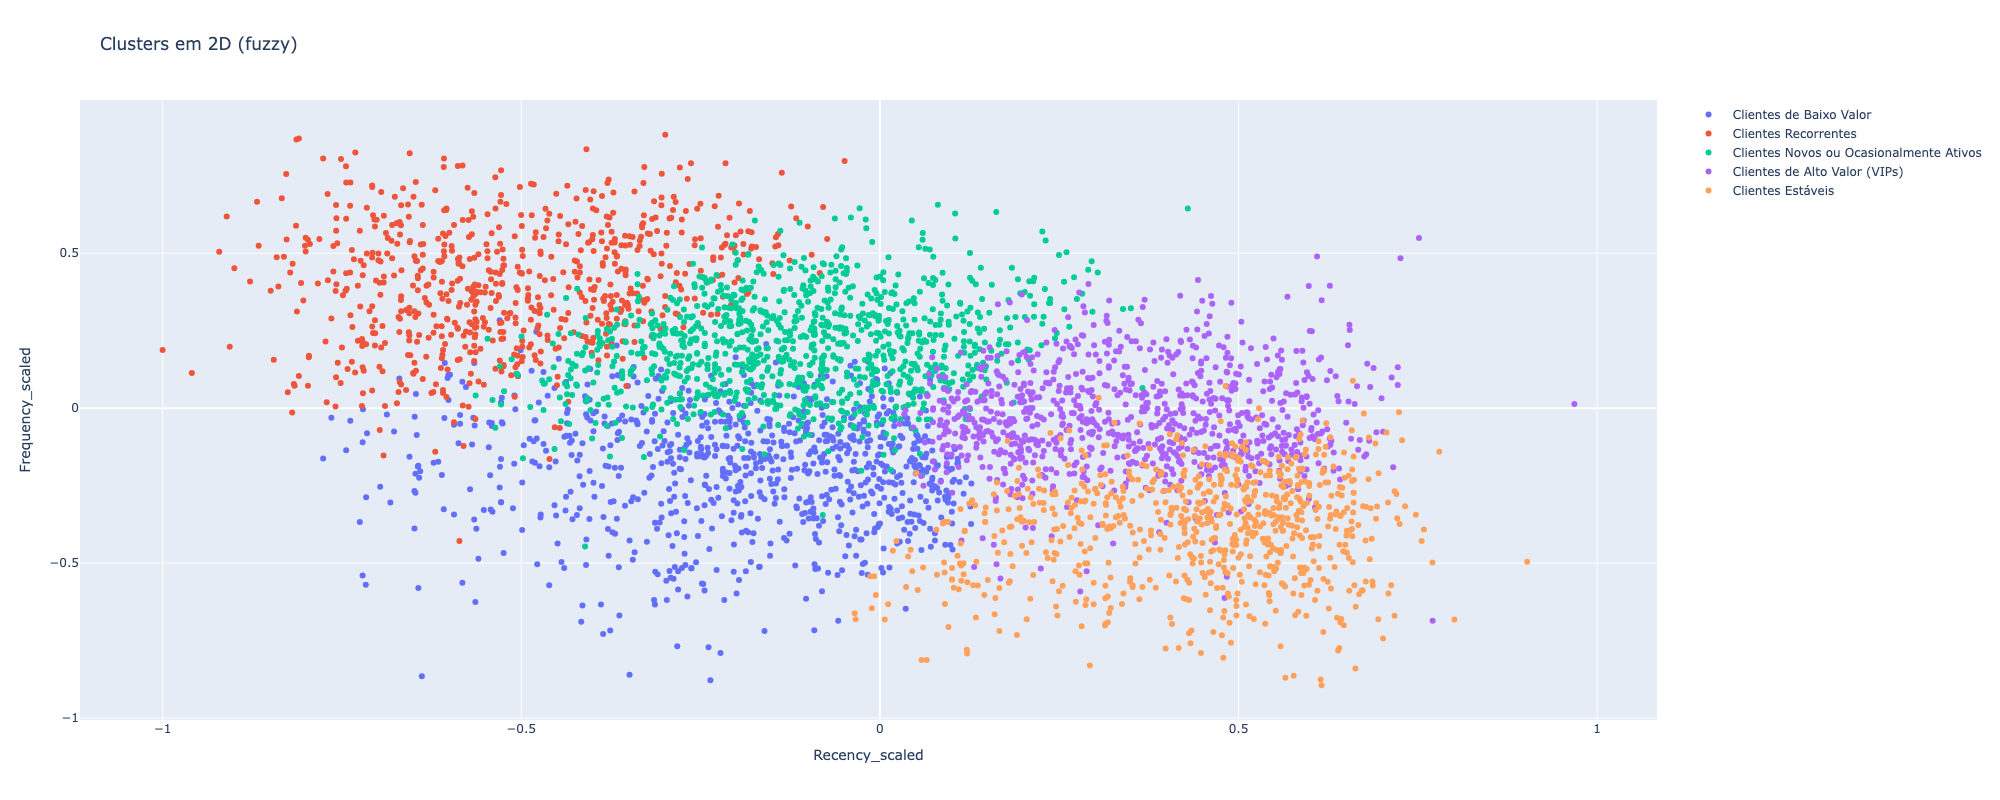 Clusters em 2D (fuzzy)
Clientes de Baixo Valor
Clientes Recorrentes
Clientes Novos ou Ocasionalmente Ativos
Clientes de Alto Valor (VIPs)
Clientes Estáveis
Frequency_scaled
0.5
0
−0.5
−1
−1
−0.5
0
0.5
1
Recency_scaled